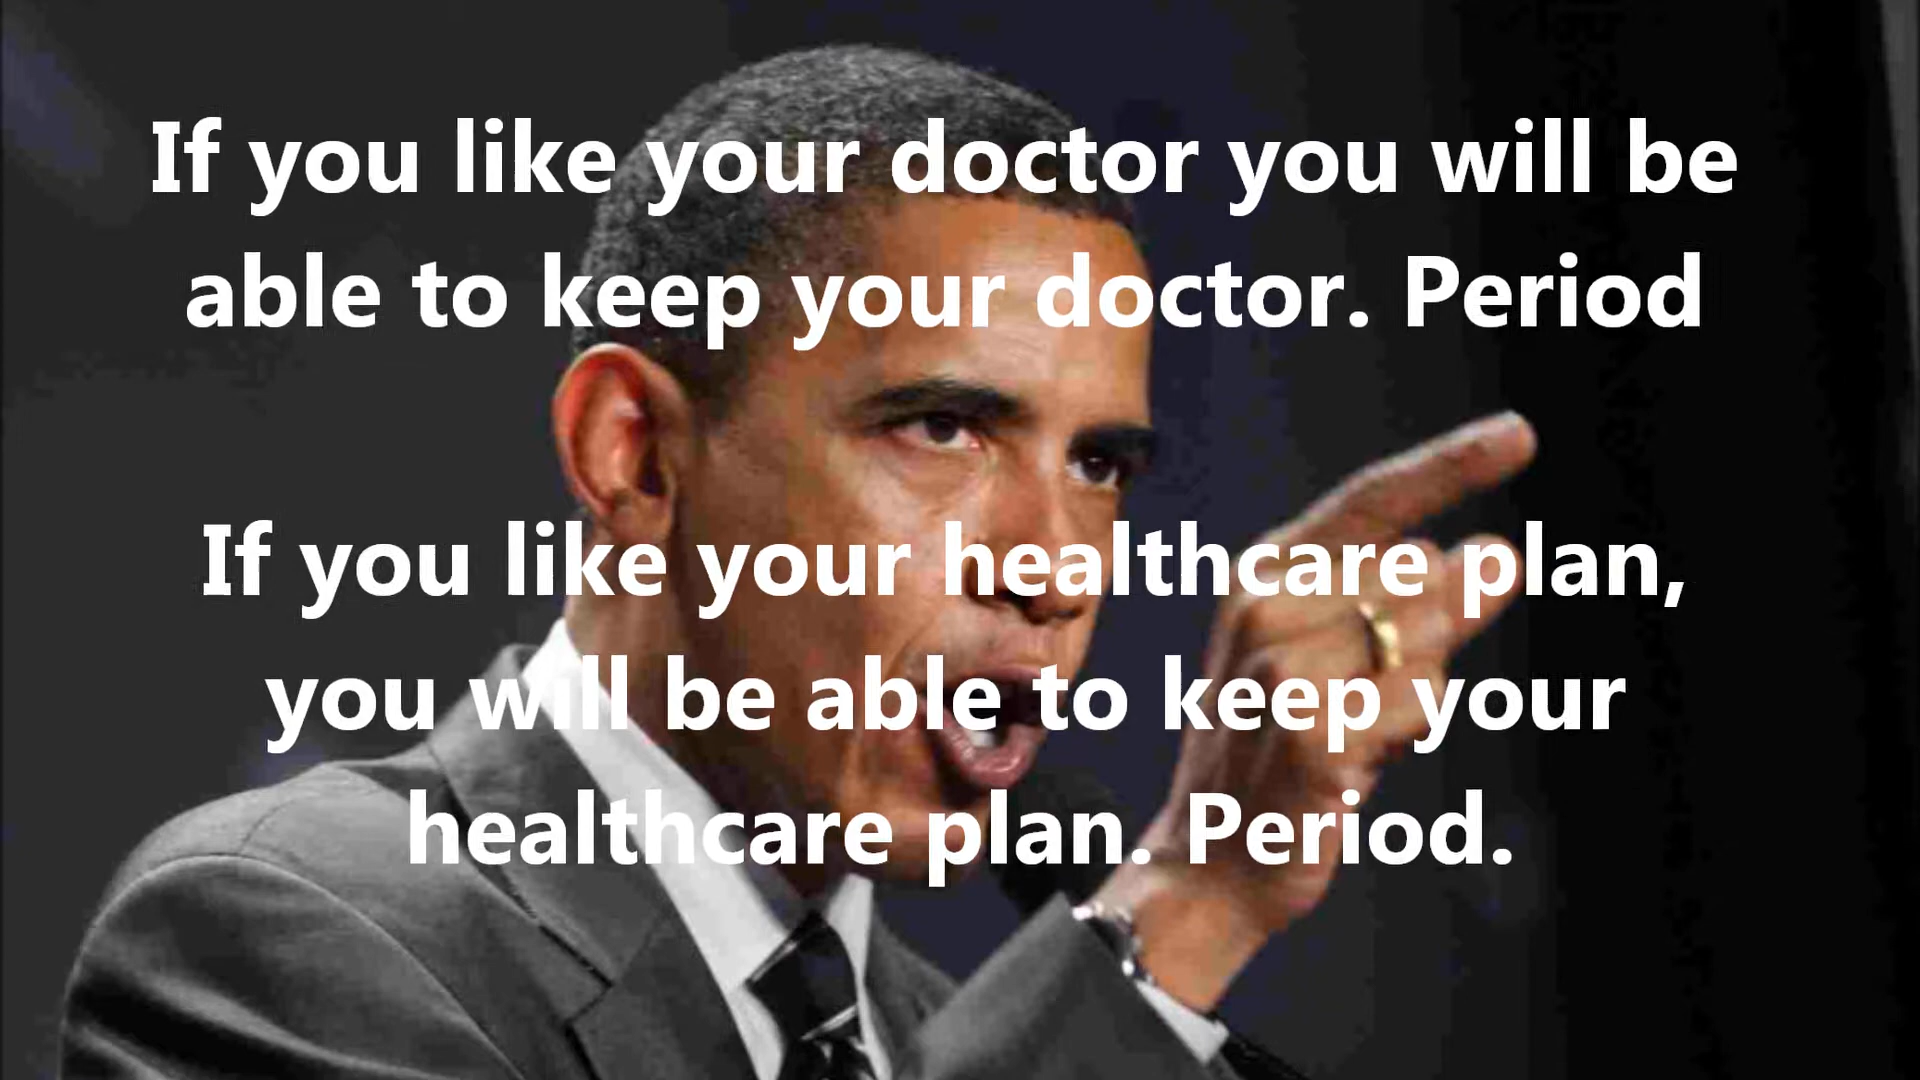 If you like your doctor you will be
able to keep your doctor. Period
If you like your healthcare plan,
you will be able to keep your
healthcare plan. Period.